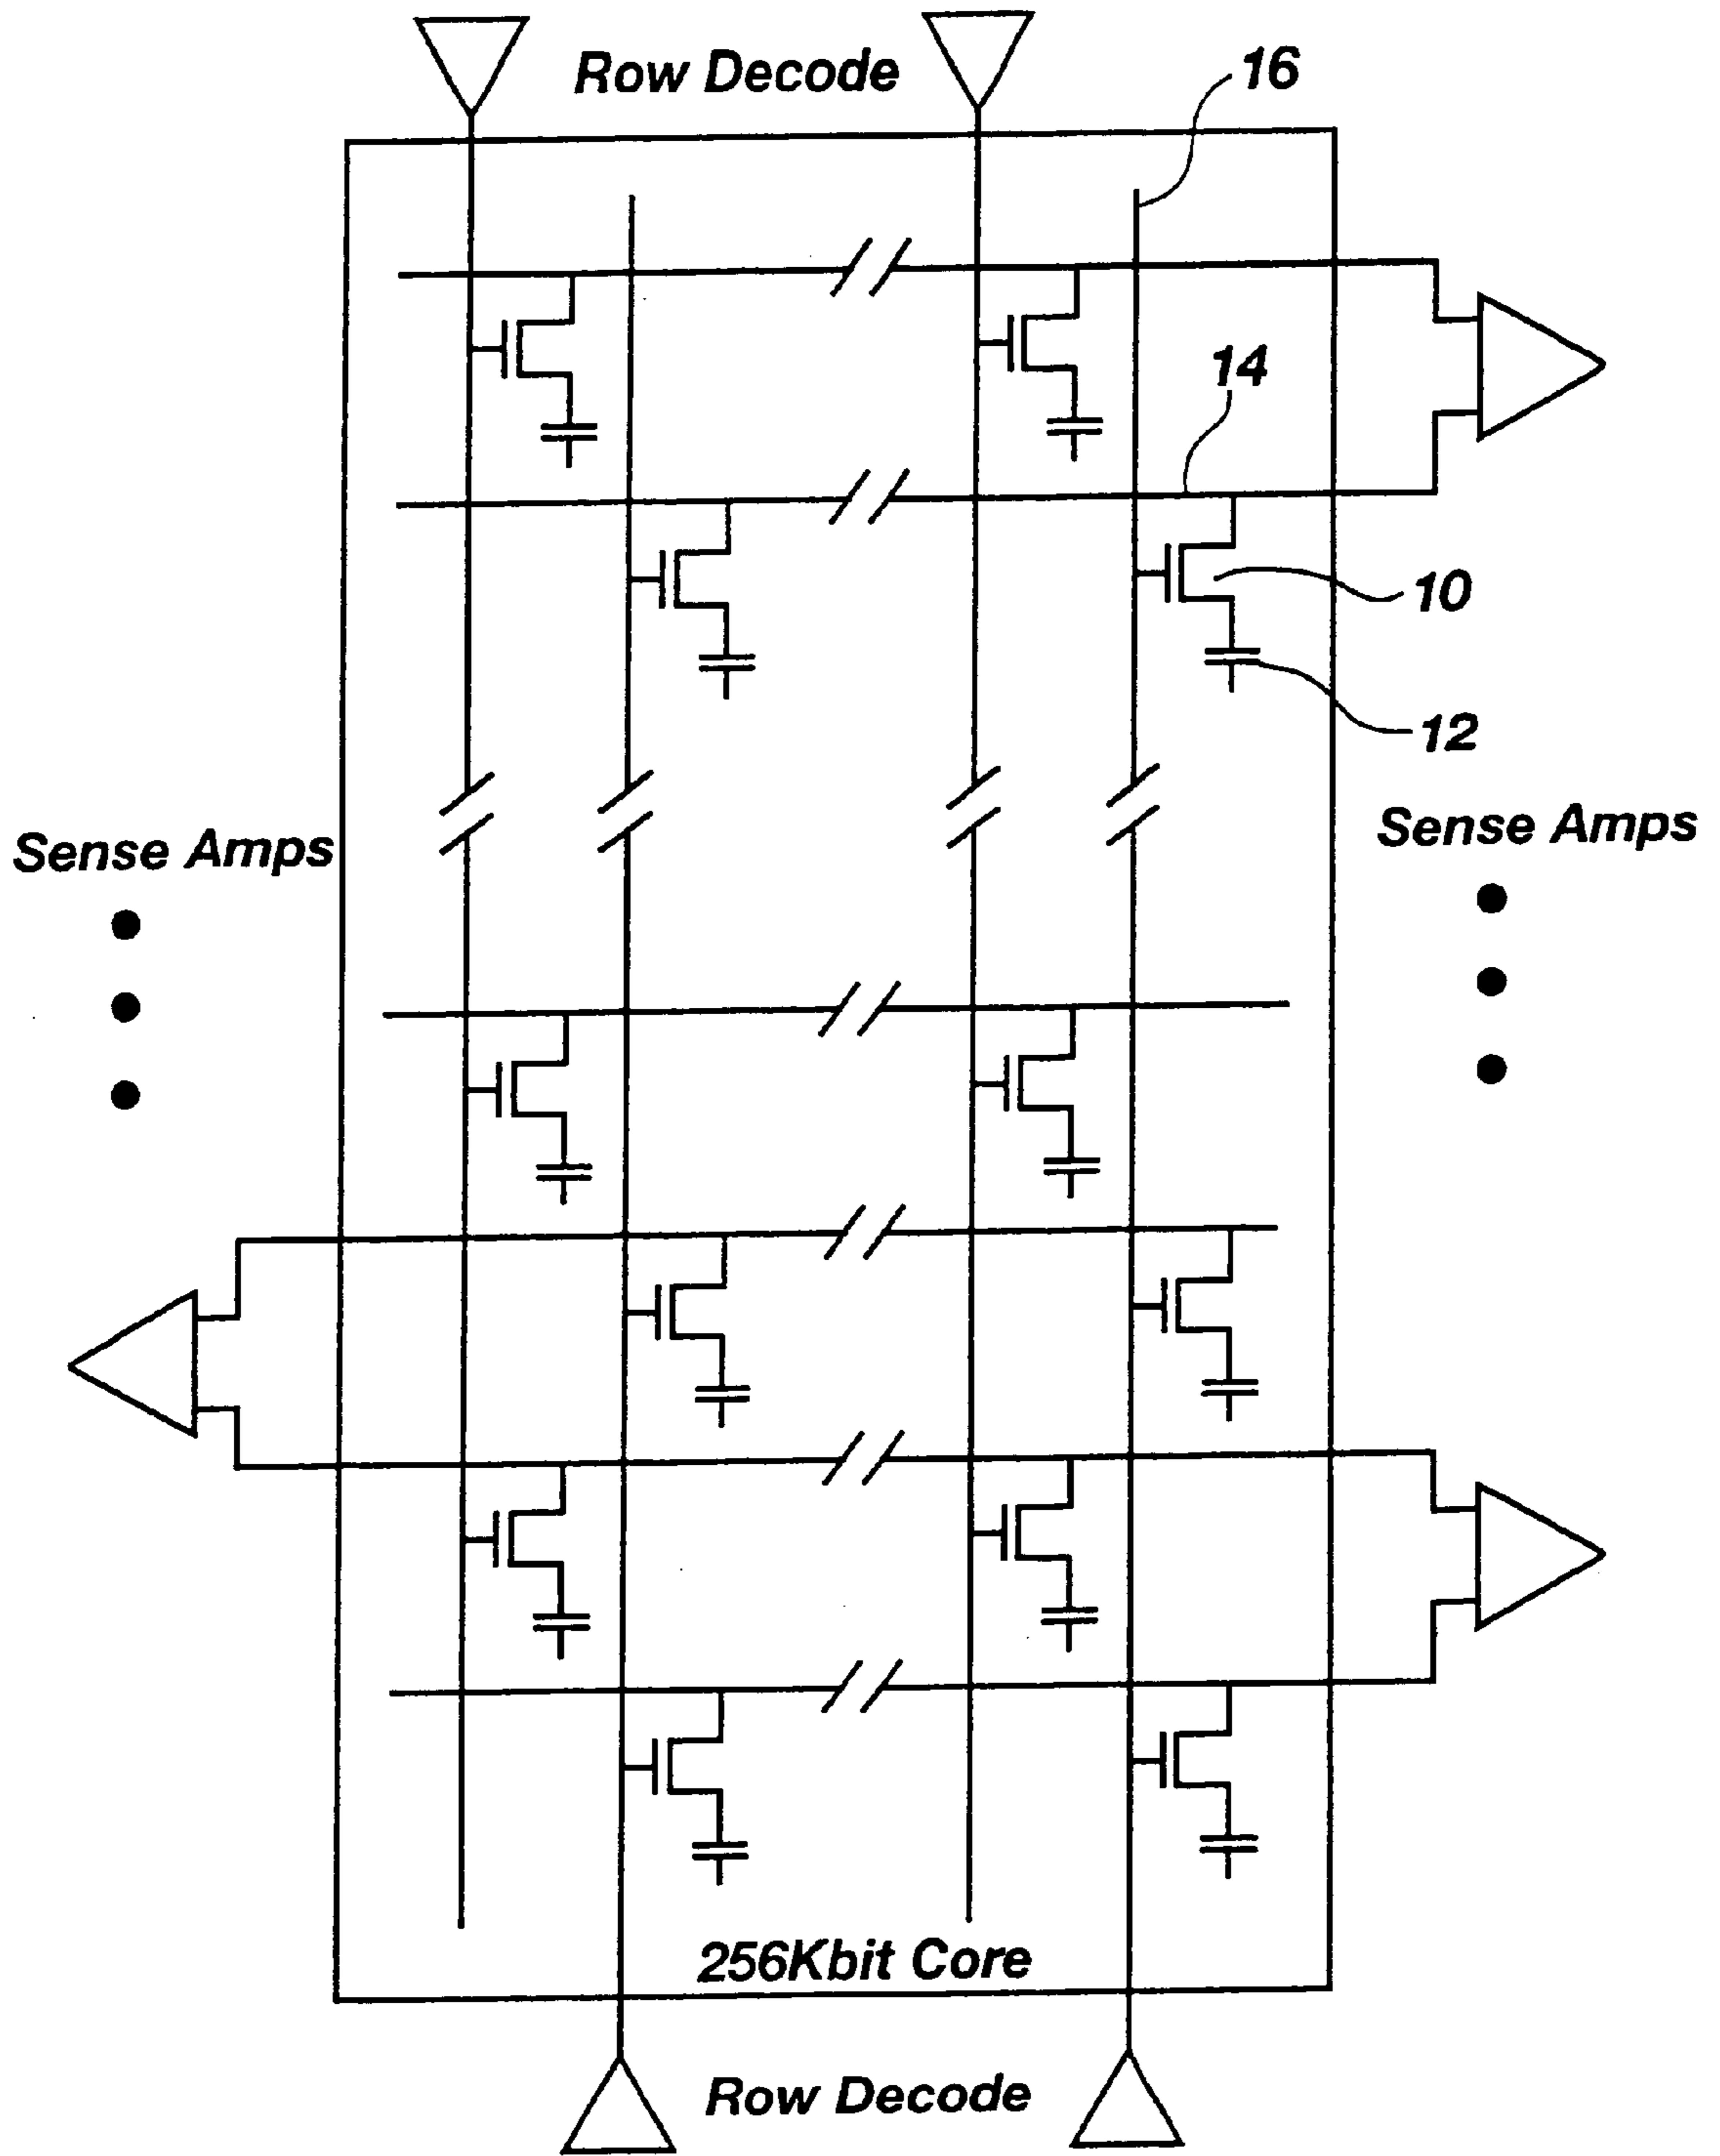 Row Decode
16
14
10
12
Sense Amps
Sense Amps
256Kbit Core
Row Decode